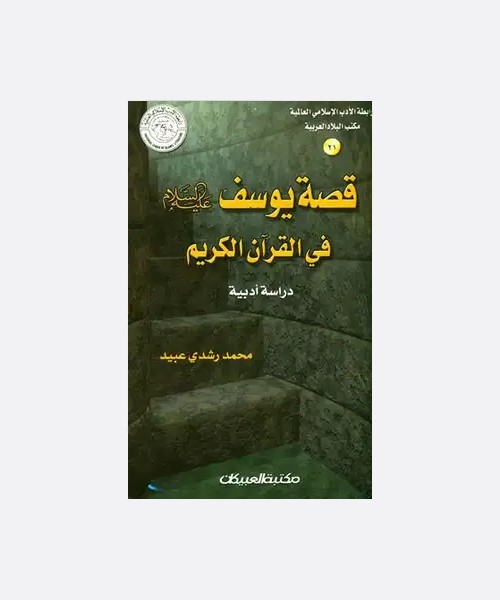 رابطة الأدب الإسلامي العالمية
مكتب البلاد العربية
٢١
قصة يوسف عليه السلام
في القرآن الكريم
دراسة أدبية
محمد رشدي عبيد
مكتبة العبيكان